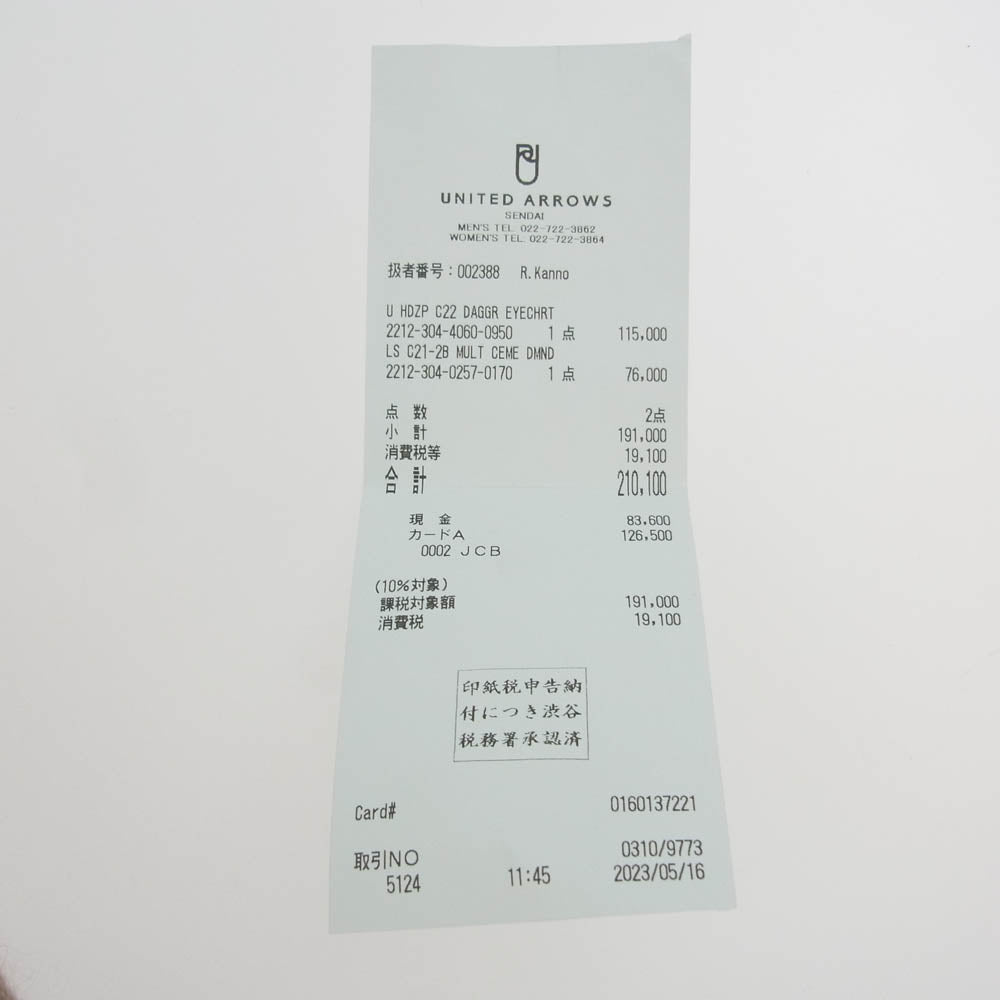 UNITED ARROWS
SENDAI
MEN'S TEL. 022-722-3862
WOMEN'S TEL. 022-722-3864
扱者番号:002388 R.Kanno
U HDZP C22 DAGGR EYECHRT
2212-304-4060-0950 1 点 115,000
LS C21-2B MULT CEME DMND
2212-304-0257-0170 1 点 76,000
点 数 2点
小 計 191,000
消費税等 19,100
合 計 210,100
現 金 83,600
カードA 126,500
0002 JCB
(10%対象)
課税対象額 191,000
消費税 19,100
印紙税申告納
付につき渋谷
税務署承認済
Card# 0160137221
取引NO 0310/9773
5124 11:45 2023/05/16